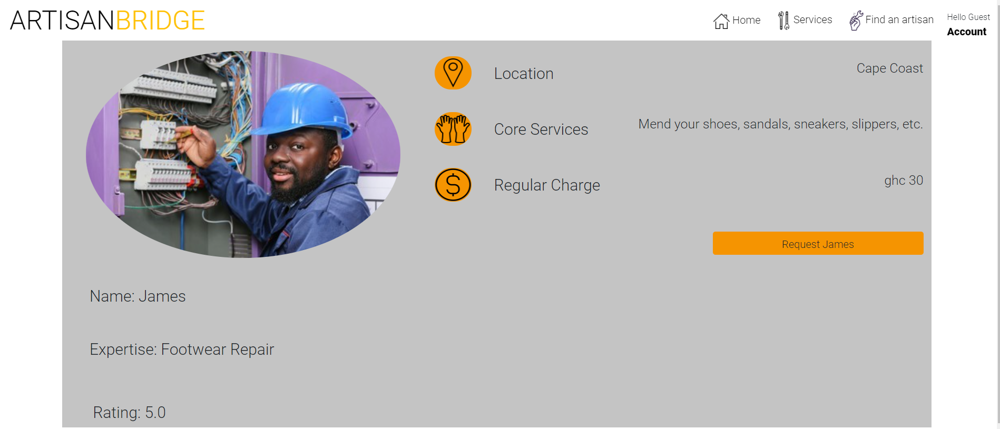 ARTISANBRIDGE
Home
Services
Find an artisan
Hello Guest
Account
Location
Cape Coast
Core Services
Mend your shoes, sandals, sneakers, slippers, etc.
Regular Charge
ghc 30
Request James
Name: James
Expertise: Footwear Repair
Rating: 5.0